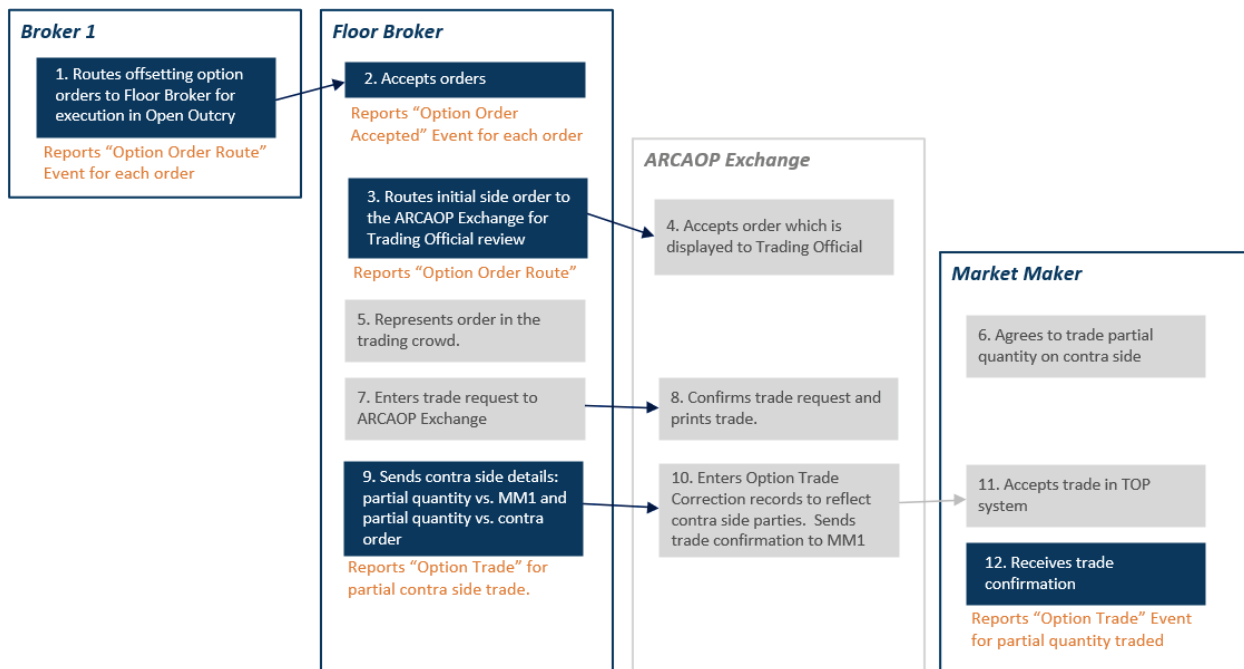 Broker 1
1. Routes offsetting option
orders to Floor Broker for
execution in Open Outcry
Reports “Option Order Route”
Event for each order
Floor Broker
2. Accepts orders
Reports “Option Order
Accepted” Event for each order
3. Routes initial side order to
the ARCAOP Exchange for
Trading Official review
Reports “Option Order Route”
5. Represents order in the
trading crowd.
7. Enters trade request to
ARCAOP Exchange
9. Sends contra side details:
partial quantity vs. MM1 and
partial quantity vs. contra
order
Reports “Option Trade” for
partial contra side trade.
ARCAOP Exchange
4. Accepts order which is
displayed to Trading Official
8. Confirms trade request and
prints trade.
10. Enters Option Trade
Correction records to reflect
contra side parties.  Sends
trade confirmation to MM1
Market Maker
6. Agrees to trade partial
quantity on contra side
11. Accepts trade in TOP
system
12. Receives trade
confirmation
Reports “Option Trade” Event
for partial quantity traded